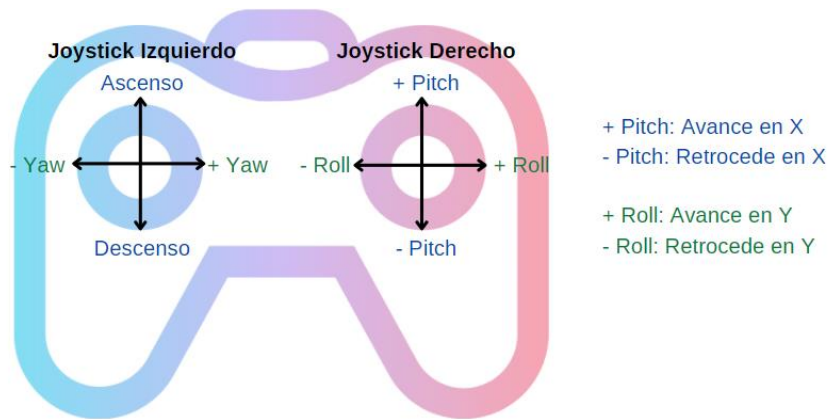 Joystick Izquierdo
Joystick Derecho
Ascenso
+ Pitch
- Yaw
+ Yaw
- Roll
+ Roll
Descenso
- Pitch
+ Pitch: Avance en X
- Pitch: Retrocede en X
+ Roll: Avance en Y
- Roll: Retrocede en Y